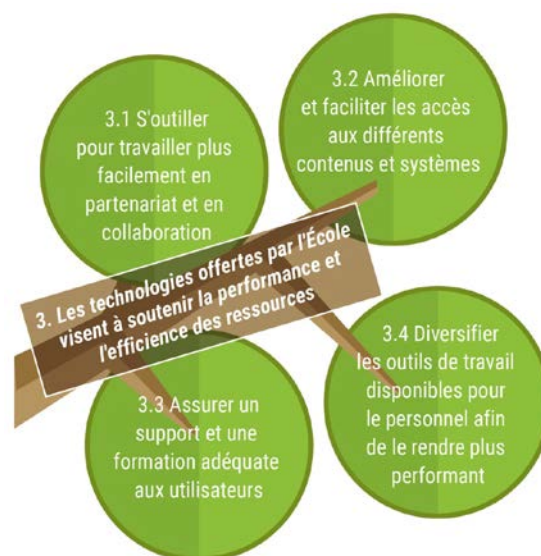 3.1 S'outiller
pour travailler plus
facilement en
partenariat et en
collaboration
3.2 Améliorer
et faciliter les accès
aux différents
contenus et systèmes
3. Les technologies offertes par l'École
visent à soutenir la performance et
l'efficience des ressources
3.3 Assurer un
support et une
formation adéquate
aux utilisateurs
3.4 Diversifier
les outils de travail
disponibles pour
le personnel afin
de le rendre plus
performant